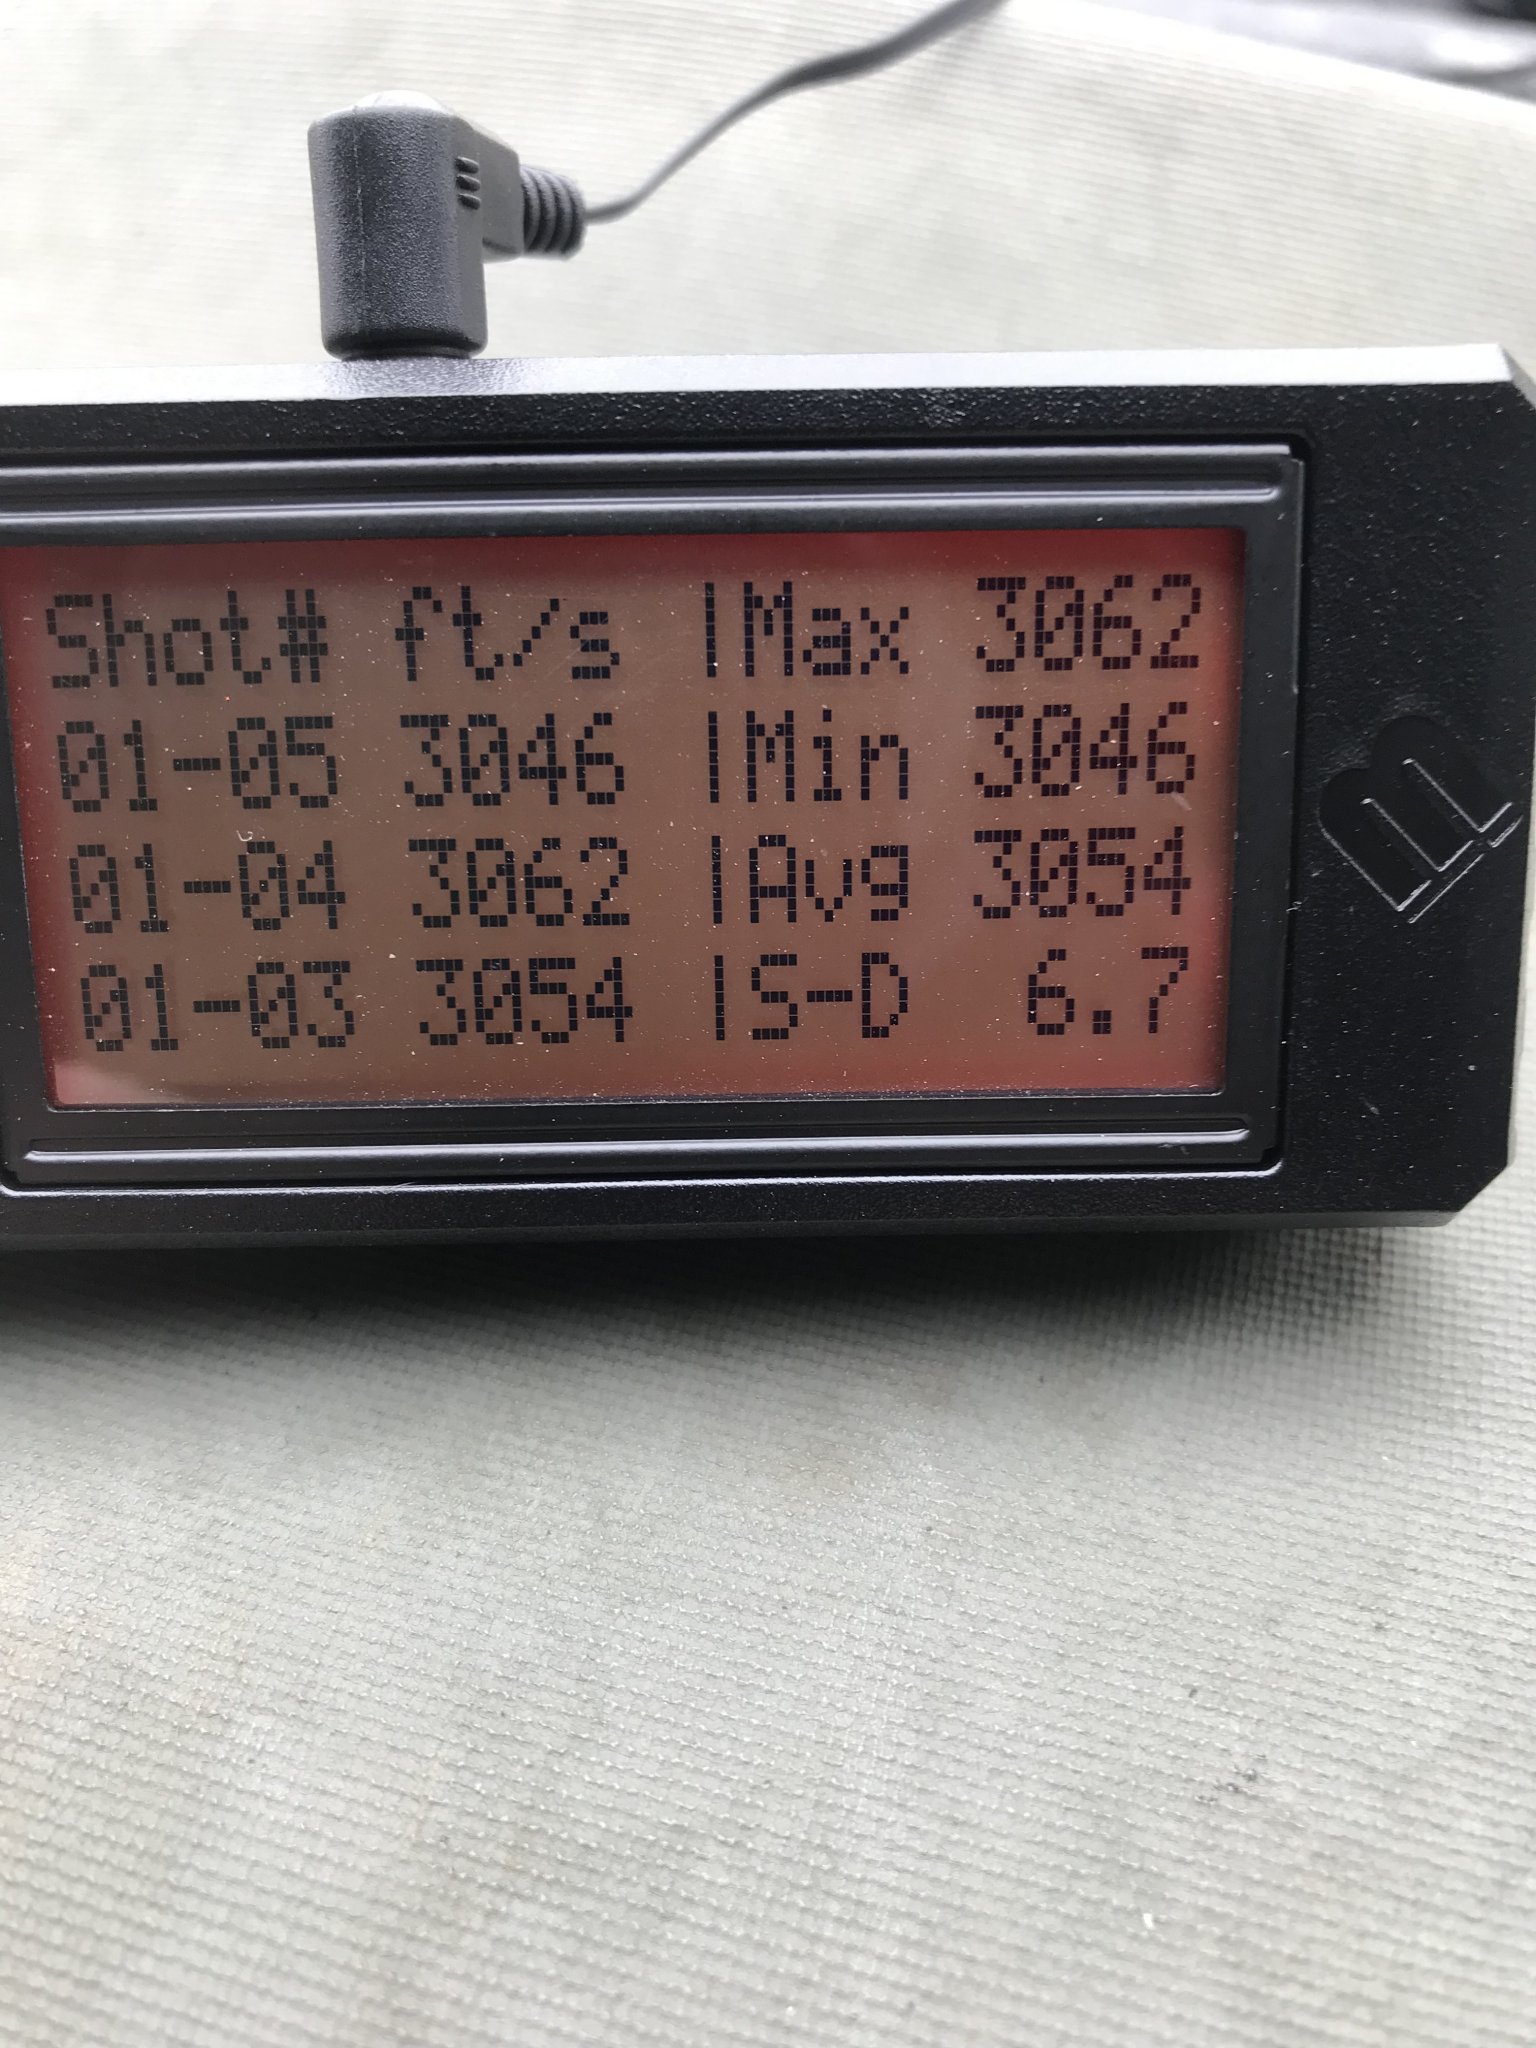 Shot# ft/s |Max 3062
01-05 3046 |Min 3046
01-04 3062 |Avg 3054
01-03 3054 |S-D 6.7